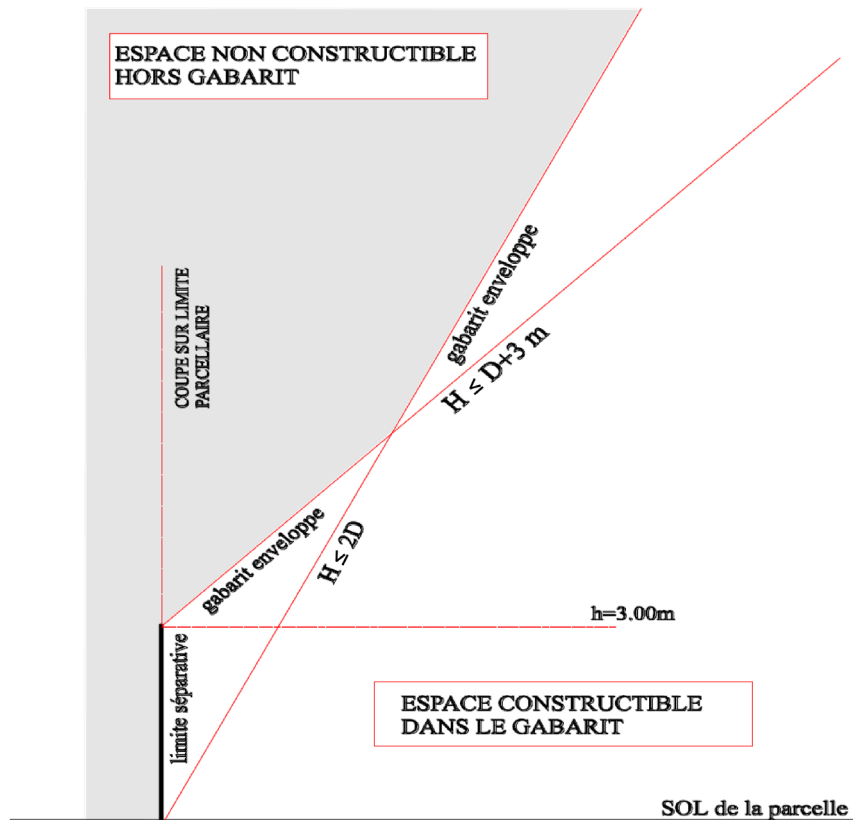 ESPACE NON CONSTRUCTIBLE
HORS GABARIT
COUPE SUR LIMITE
PARCELLAIRE
gabarit enveloppe
H ≤ D+3 m
gabarit enveloppe
H ≤ 2D
h=3.00m
limite séparative
ESPACE CONSTRUCTIBLE
DANS LE GABARIT
SOL de la parcelle